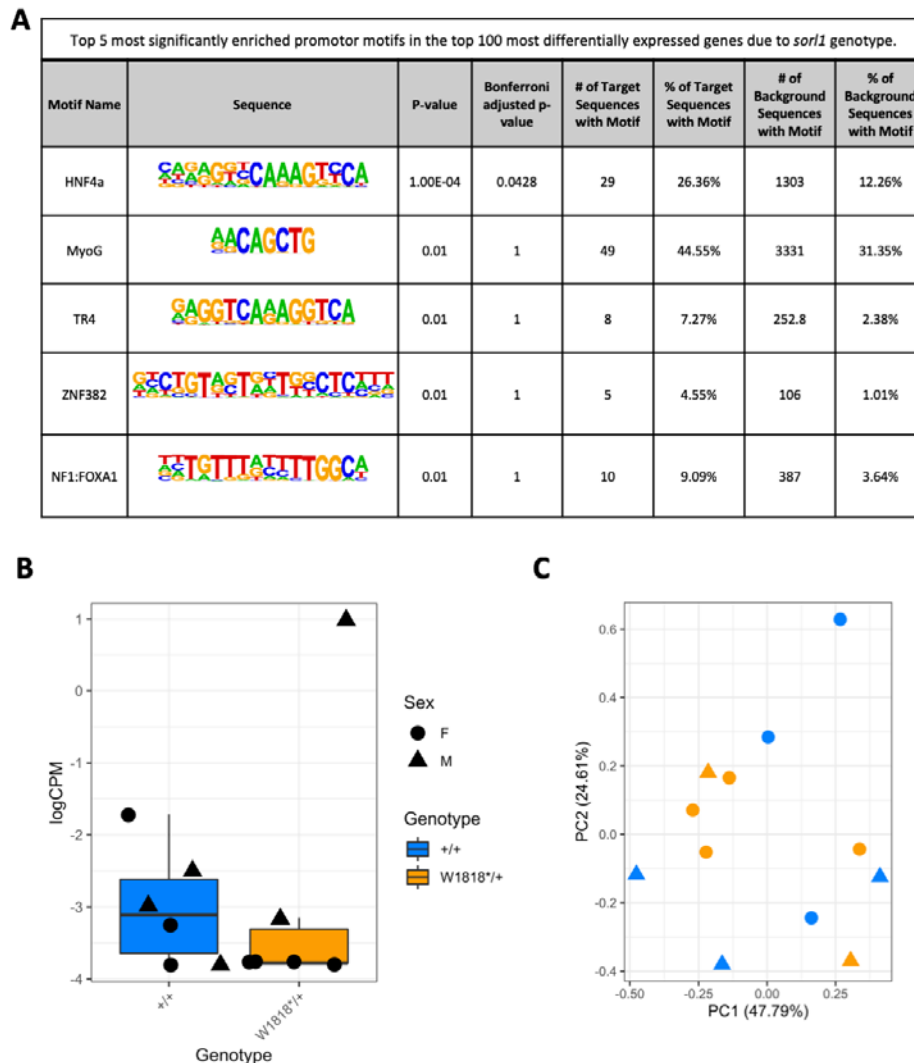 A
Top 5 most significantly enriched promotor motifs in the top 100 most differentially expressed genes due to sorl1 genotype.
Motif Name Sequence P-value Bonferroni adjusted p-value # of Target Sequences with Motif % of Target Sequences with Motif # of Background Sequences with Motif % of Background Sequences with Motif
HNF4a 1.00E-04 0.0428 29 26.36% 1303 12.26%
MyoG AACAGCTG 0.01 1 49 44.55% 3331 31.35%
TR4 GAGGTCAAAGGTCA 0.01 1 8 7.27% 252.8 2.38%
ZNF382 0.01 1 5 4.55% 106 1.01%
NF1:FOXA1 0.01 1 10 9.09% 387 3.64%
B
1
0
-1
-2
-3
-4
logCPM
+/+
W1818*/+
Genotype
Sex
F
M
Genotype
+/+
W1818*/+
C
0.6
0.4
0.2
0.0
-0.2
-0.4
PC2 (24.61%)
-0.50 -0.25 0.00 0.25
PC1 (47.79%)